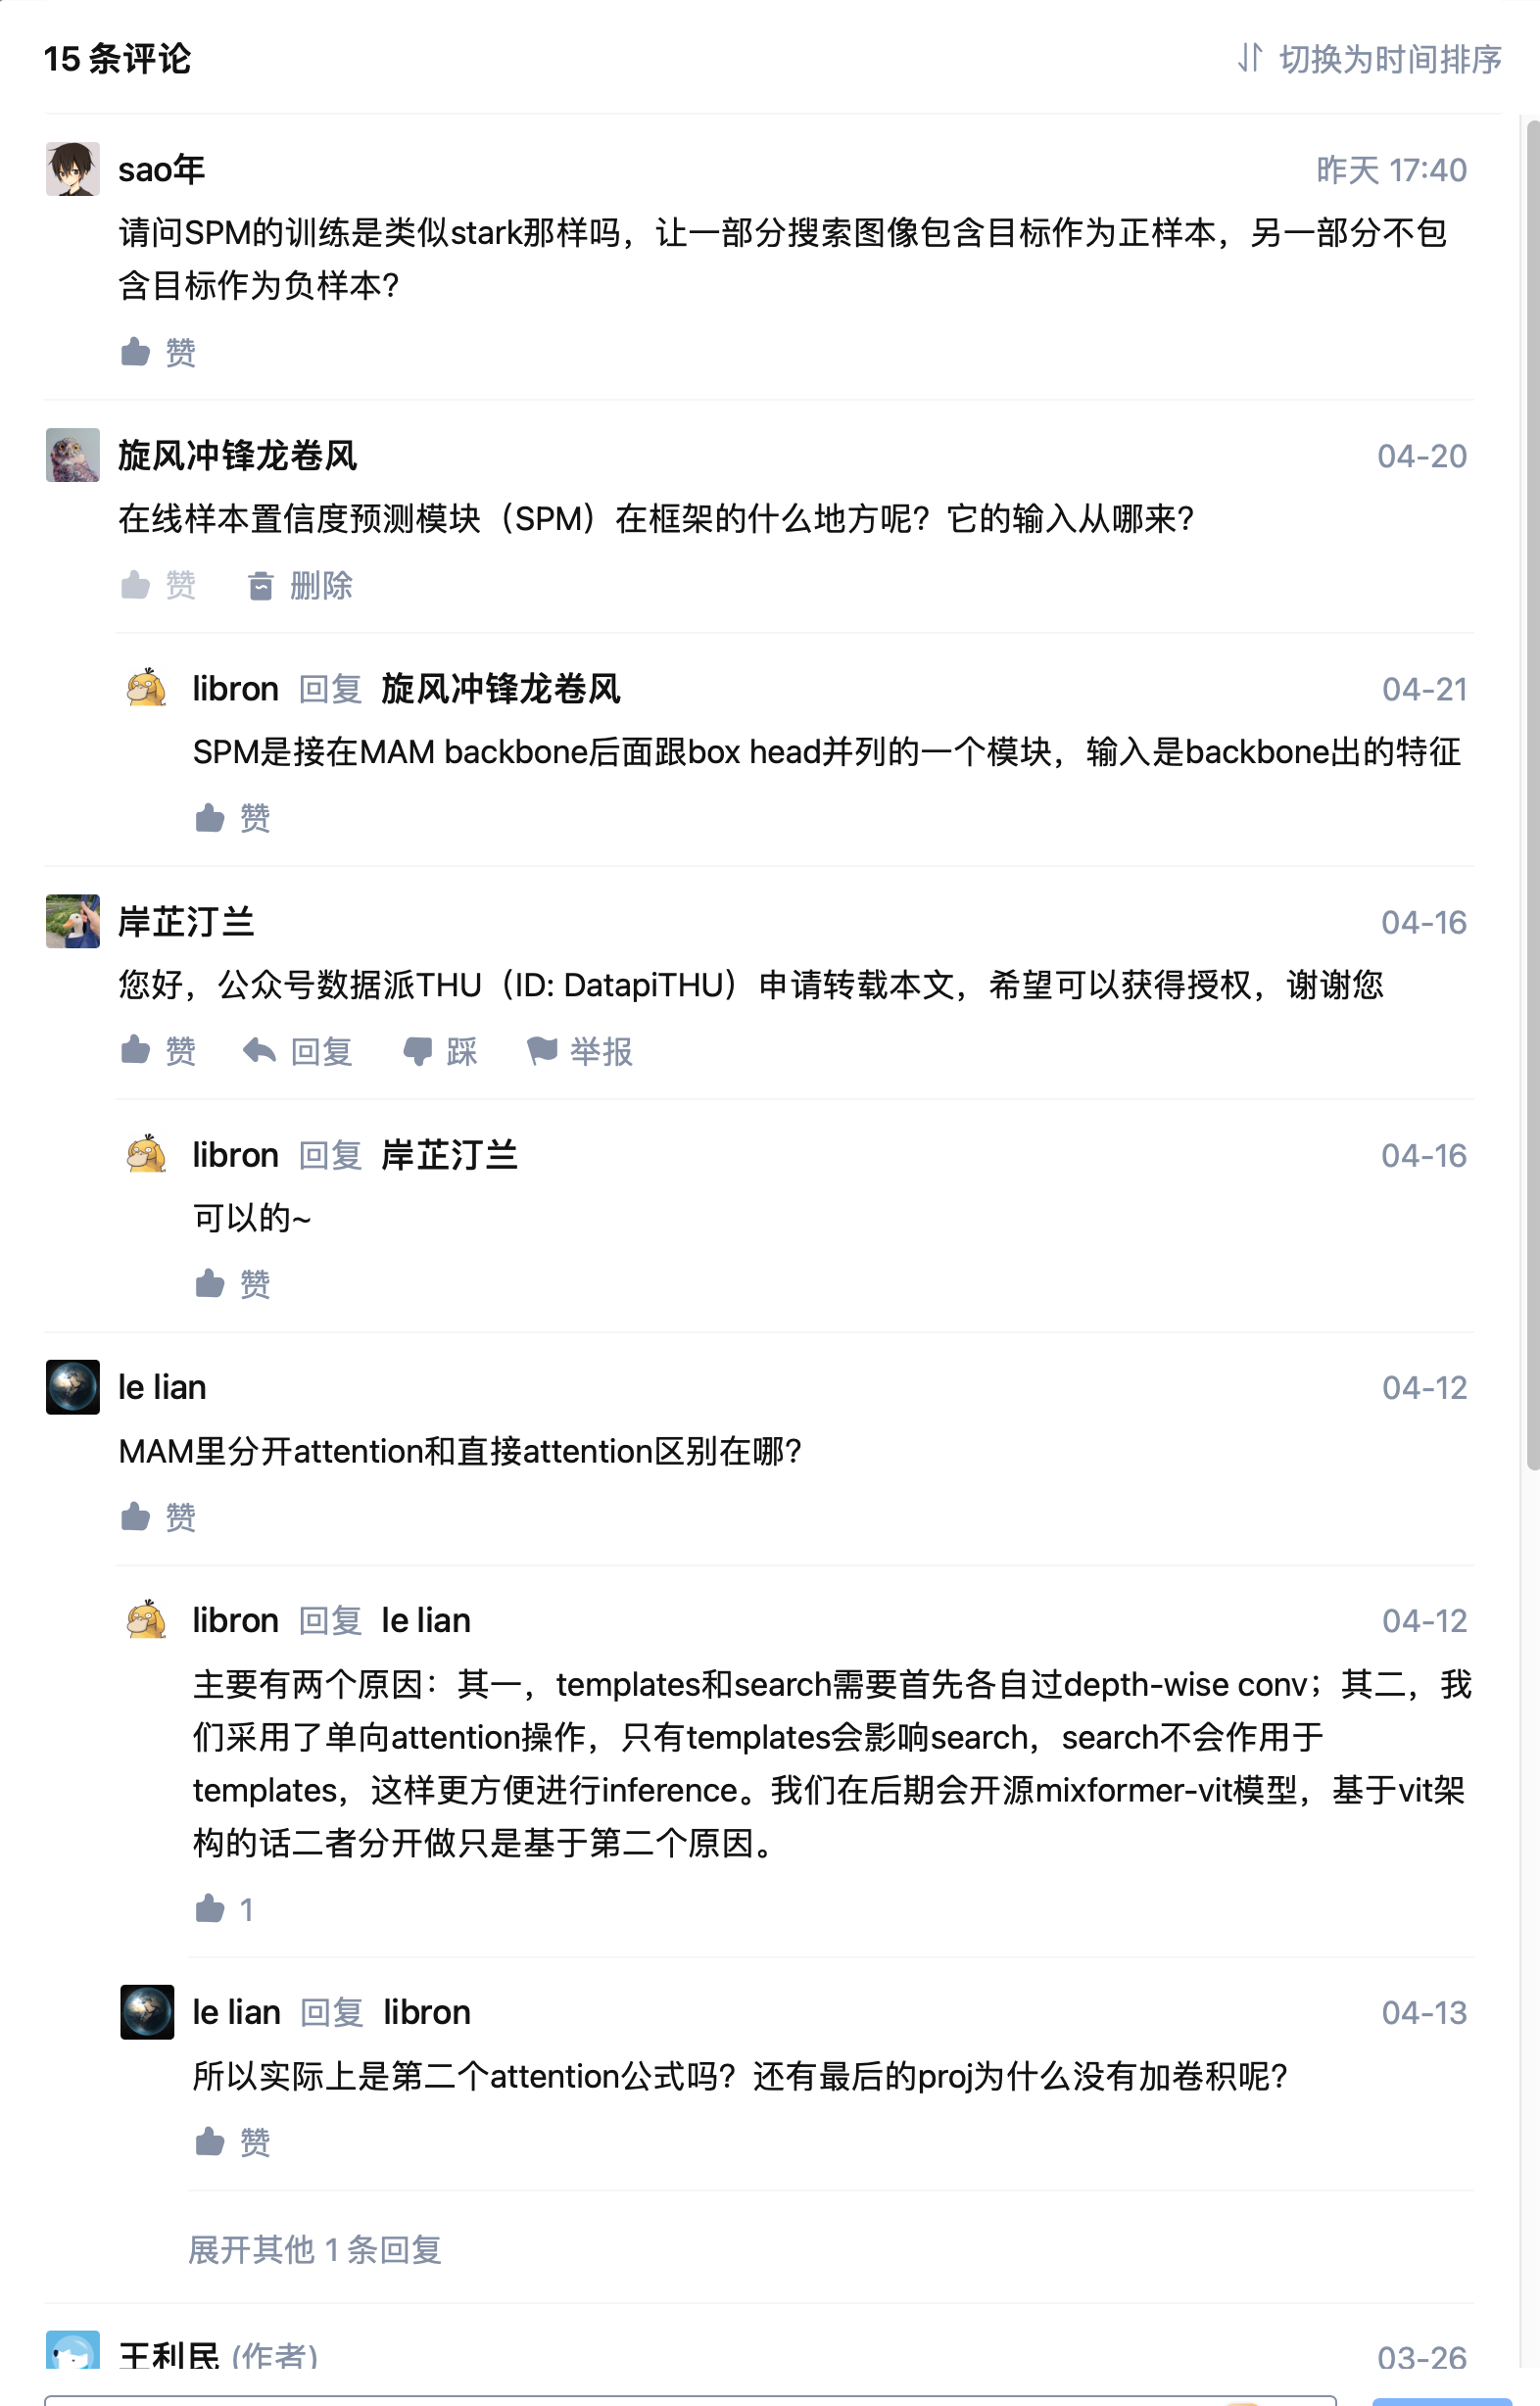 15 条评论
切换为时间排序
sao年
昨天 17:40
请问SPM的训练是类似stark那样吗，让一部分搜索图像包含目标作为正样本，另一部分不包
含目标作为负样本？
赞
旋风冲锋龙卷风
04-20
在线样本置信度预测模块（SPM）在框架的什么地方呢？它的输入从哪来？
赞 删除
libron 回复 旋风冲锋龙卷风
04-21
SPM是接在MAM backbone后面跟box head并列的一个模块，输入是backbone出的特征
赞
岸芷汀兰
04-16
您好，公众号数据派THU（ID: DatapiTHU）申请转载本文，希望可以获得授权，谢谢您
赞 回复 踩 举报
libron 回复 岸芷汀兰
04-16
可以的~
赞
le lian
04-12
MAM里分开attention和直接attention区别在哪？
赞
libron 回复 le lian
04-12
主要有两个原因：其一，templates和search需要首先各自过depth-wise conv；其二，我
们采用了单向attention操作，只有templates会影响search，search不会作用于
templates，这样更方便进行inference。我们在后期会开源mixformer-vit模型，基于vit架
构的话二者分开做只是基于第二个原因。
1
le lian 回复 libron
04-13
所以实际上是第二个attention公式吗？还有最后的proj为什么没有加卷积呢？
赞
展开其他 1 条回复
王利民 (作者)
03-26